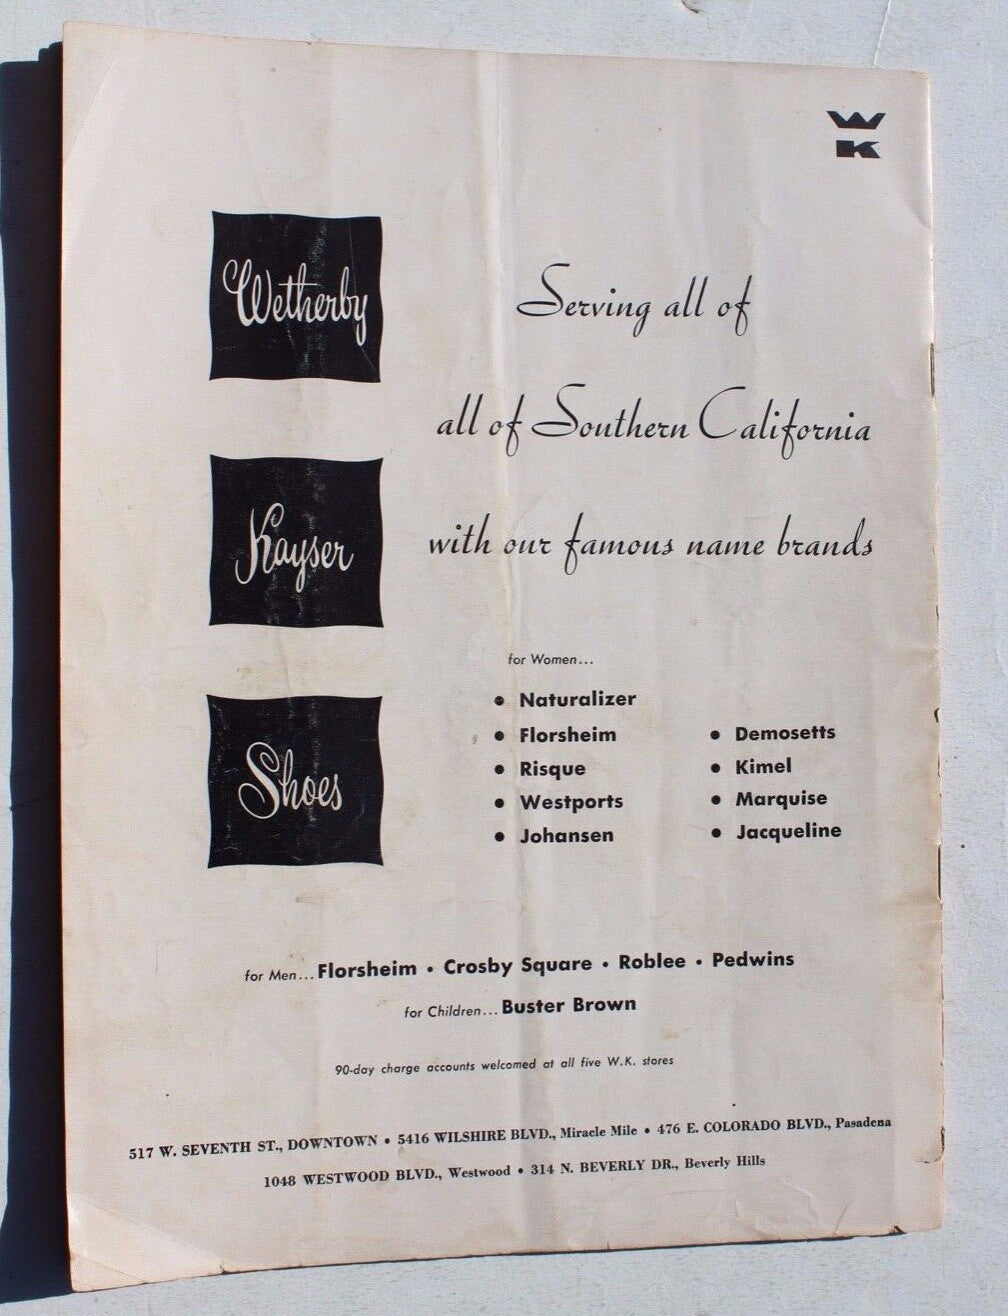 W
K
Wetherby
Kayser
Shoes
Serving all of
all of Southern California
with our famous name brands
for Women...
• Naturalizer
• Florsheim
• Risque
• Westports
• Johansen
• Demosetts
• Kimel
• Marquise
• Jacqueline
for Men... Florsheim • Crosby Square • Roblee • Pedwins
for Children... Buster Brown
90-day charge accounts welcomed at all five W.K. stores
517 W. SEVENTH ST., DOWNTOWN • 5416 WILSHIRE BLVD., Miracle Mile • 476 E. COLORADO BLVD., Pasadena
1048 WESTWOOD BLVD., Westwood • 314 N. BEVERLY DR., Beverly Hills